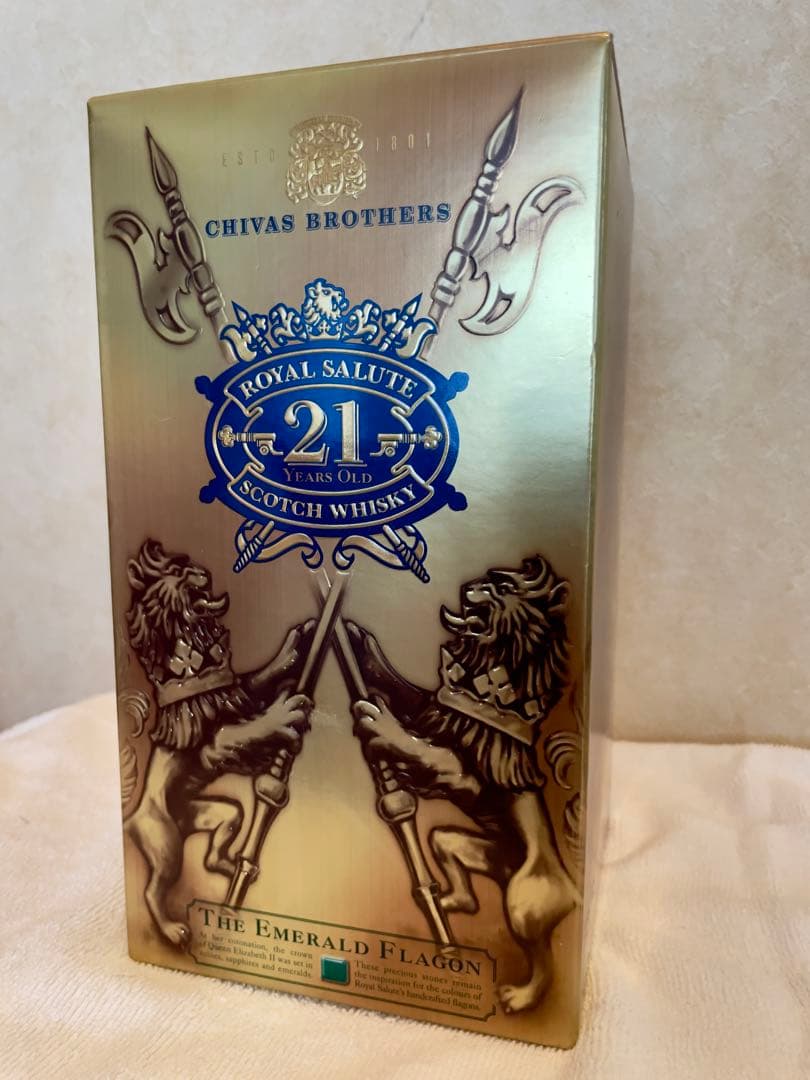 ESTD 1801
CHIVAS BROTHERS
ROYAL SALUTE
21
YEARS OLD
SCOTCH WHISKY
THE EMERALD FLAGON
At her coronation, the crown
of Queen Elizabeth II was set in
rubies, sapphires and emeralds.
These precious stones remain
the inspiration for the colours of
Royal Salute's handcrafted flagons.